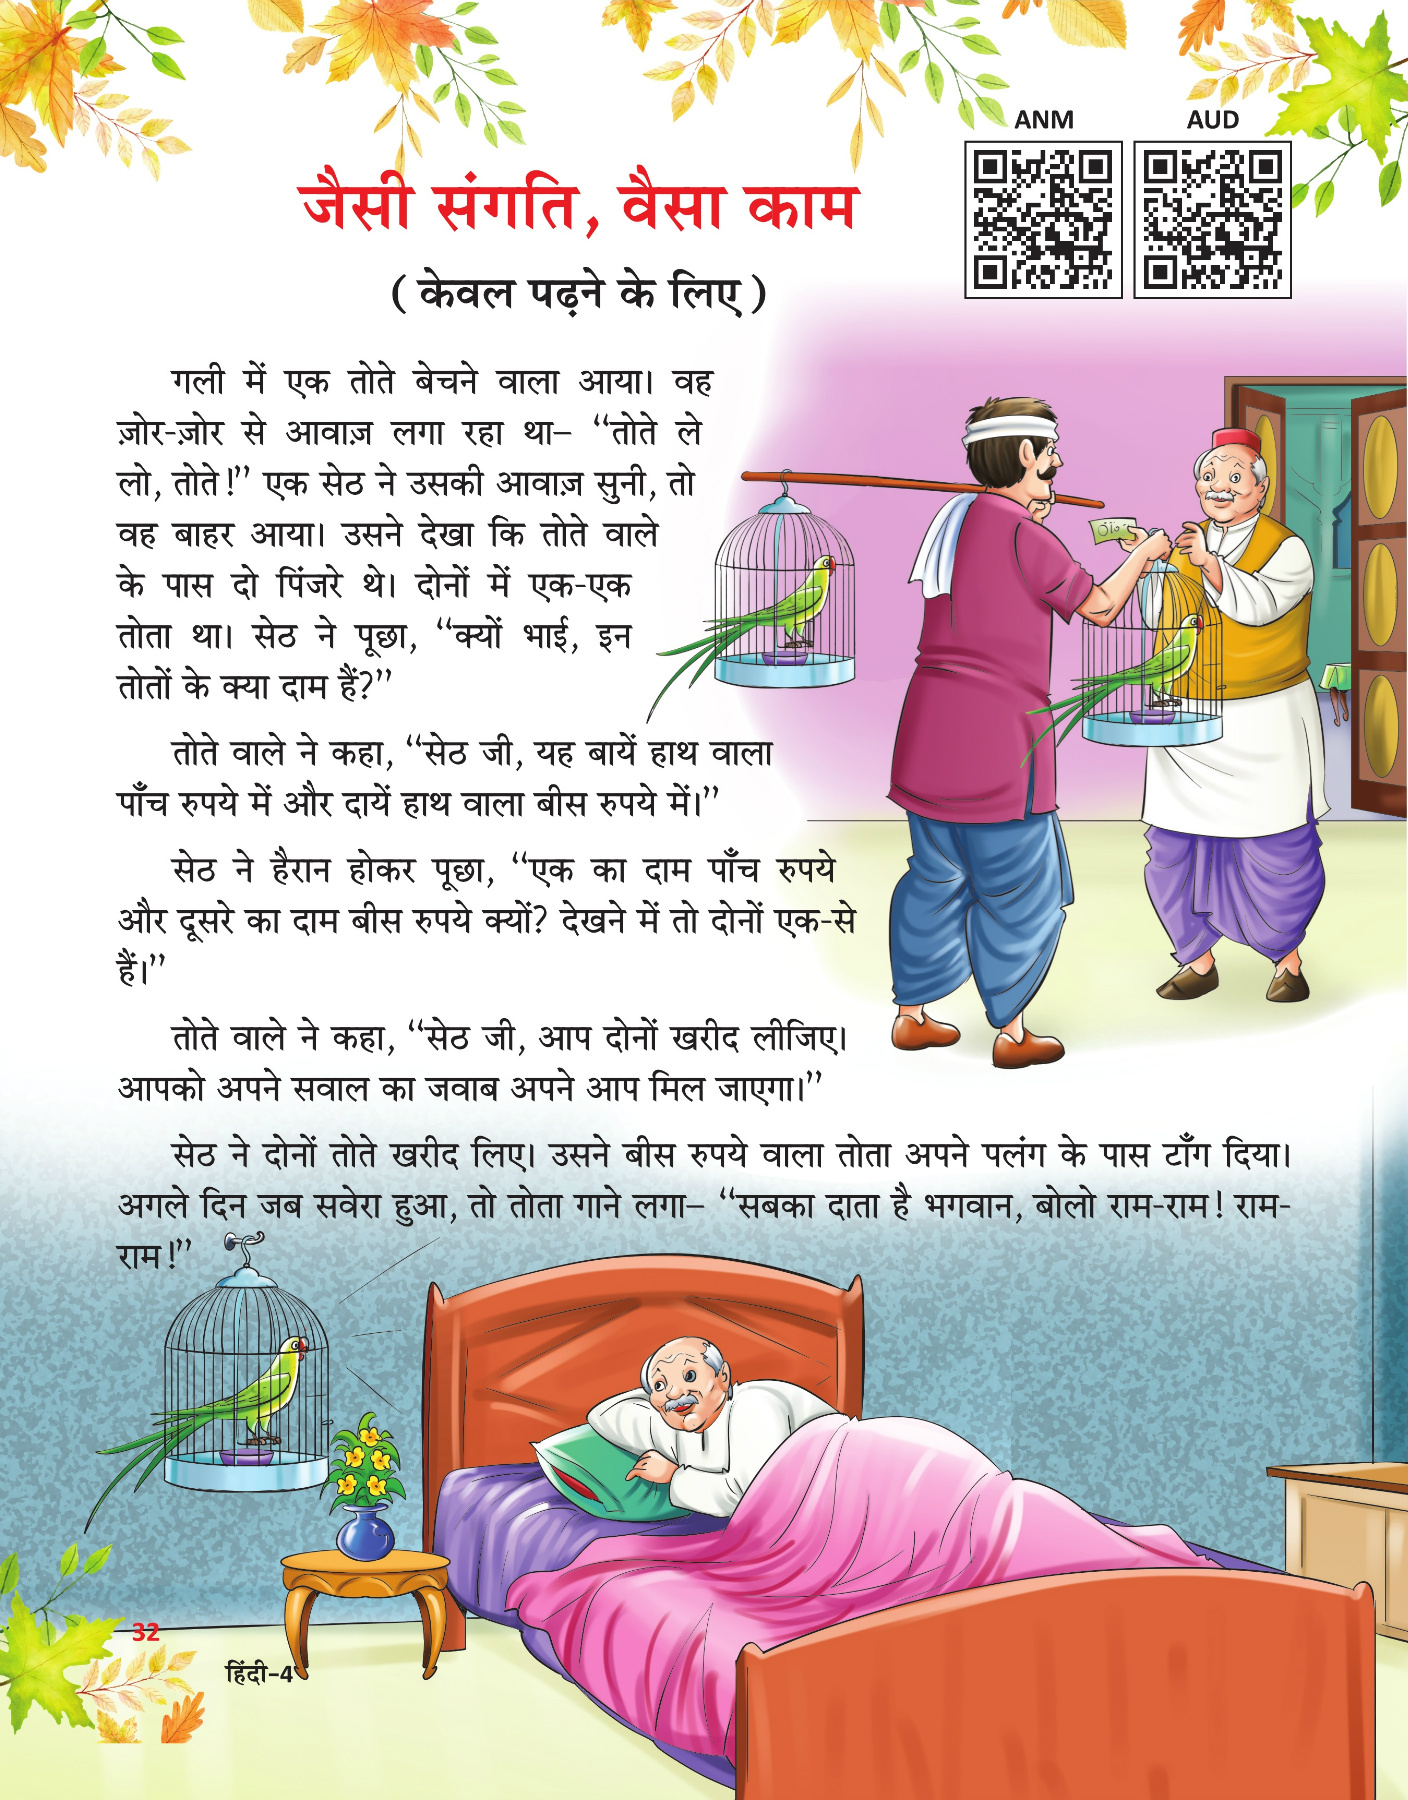 ANM AUD
जैसी संगति, वैसा काम
( केवल पढ़ने के लिए )
गली में एक तोते बेचने वाला आया। वह
ज़ोर-ज़ोर से आवाज़ लगा रहा था– “तोते ले
लो, तोते!” एक सेठ ने उसकी आवाज़ सुनी, तो
वह बाहर आया। उसने देखा कि तोते वाले
के पास दो पिंजरे थे। दोनों में एक-एक
तोता था। सेठ ने पूछा, “क्यों भाई, इन
तोतों के क्या दाम हैं?”
तोते वाले ने कहा, “सेठ जी, यह बायें हाथ वाला
पाँच रुपये में और दायें हाथ वाला बीस रुपये में।”
सेठ ने हैरान होकर पूछा, “एक का दाम पाँच रुपये
और दूसरे का दाम बीस रुपये क्यों? देखने में तो दोनों एक-से
हैं।”
तोते वाले ने कहा, “सेठ जी, आप दोनों खरीद लीजिए।
आपको अपने सवाल का जवाब अपने आप मिल जाएगा।”
सेठ ने दोनों तोते खरीद लिए। उसने बीस रुपये वाला तोता अपने पलंग के पास टाँग दिया।
अगले दिन जब सवेरा हुआ, तो तोता गाने लगा– “सबका दाता है भगवान, बोलो राम-राम! राम-
राम!”
32
हिंदी–4